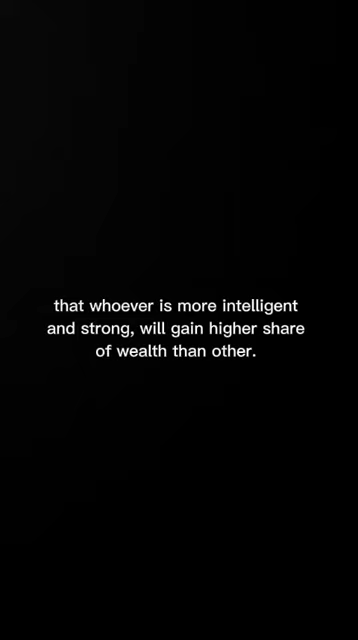 that whoever is more intelligent
and strong, will gain higher share
of wealth than other.